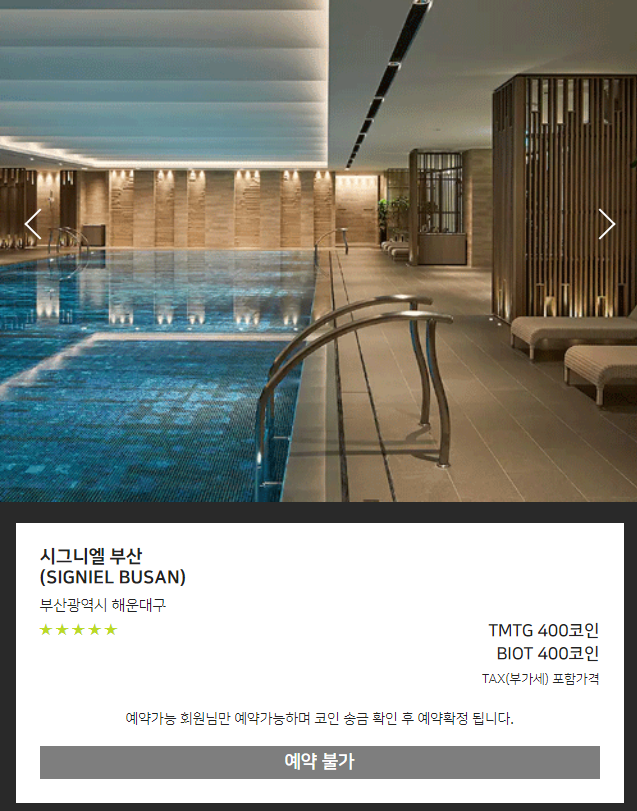 시그니엘 부산
(SIGNIEL BUSAN)
부산광역시 해운대구
★★★★★
TMTG 400코인
BIOT 400코인
TAX(부가세) 포함가격
예약가능 회원님만 예약가능하며 코인 송금 확인 후 예약확정 됩니다.
예약 불가